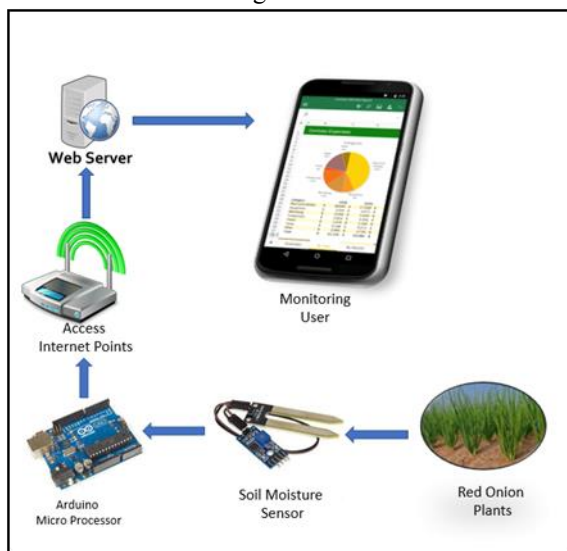 Web Server
Monitoring
User
Access
Internet Points
Arduino
Micro Processor
Soil Moisture
Sensor
Red Onion
Plants